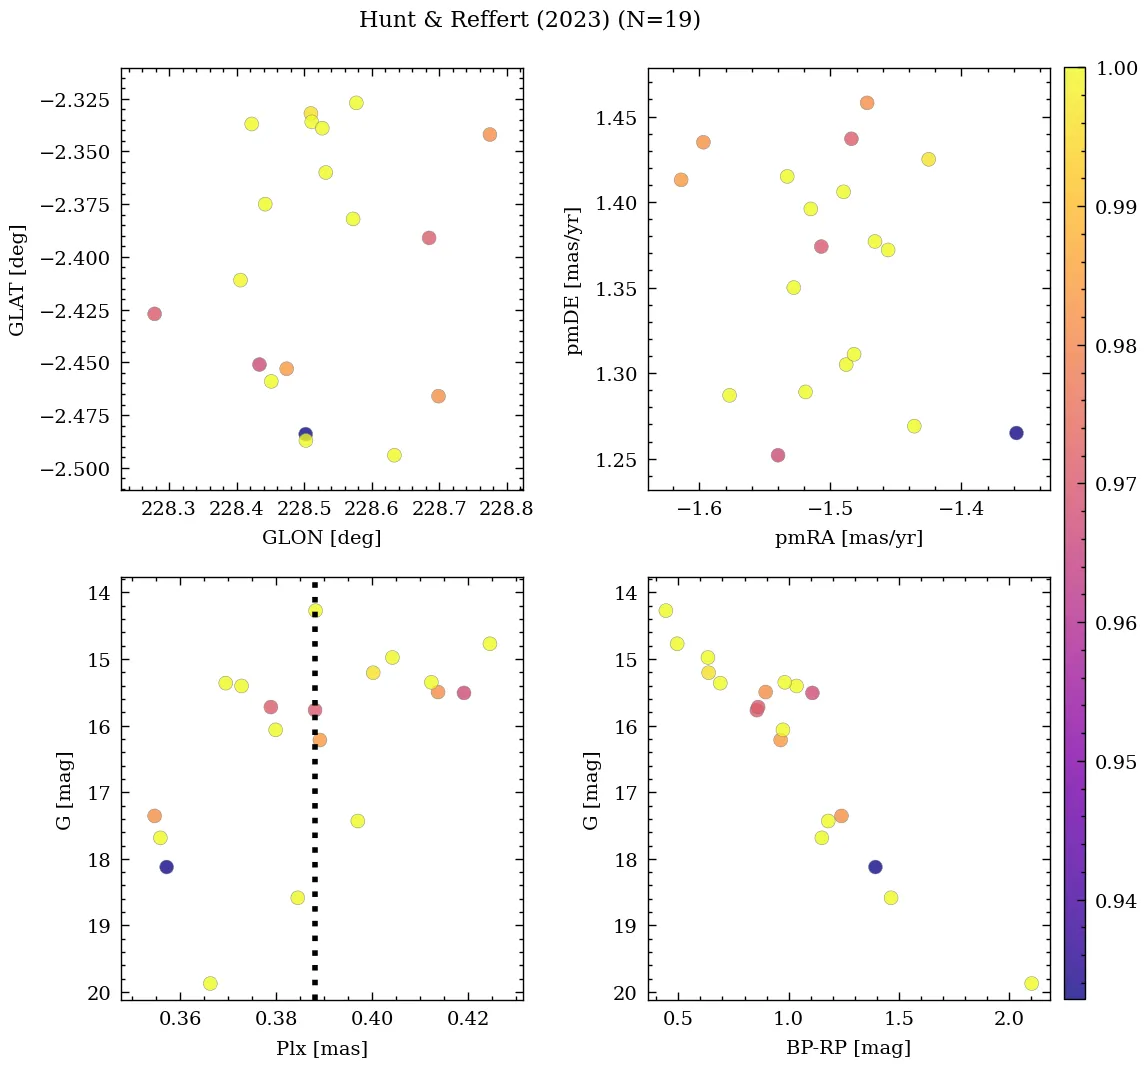 Hunt & Reffert (2023) (N=19)
−2.325
−2.350
−2.375
−2.400
−2.425
−2.450
−2.475
−2.500
GLAT [deg]
228.3 228.4 228.5 228.6 228.7 228.8
GLON [deg]
1.45
1.40
1.35
1.30
1.25
pmDE [mas/yr]
−1.6 −1.5 −1.4
pmRA [mas/yr]
14
15
16
17
18
19
20
G [mag]
0.36 0.38 0.40 0.42
Plx [mas]
14
15
16
17
18
19
20
G [mag]
0.5 1.0 1.5 2.0
BP-RP [mag]
1.00
0.99
0.98
0.97
0.96
0.95
0.94